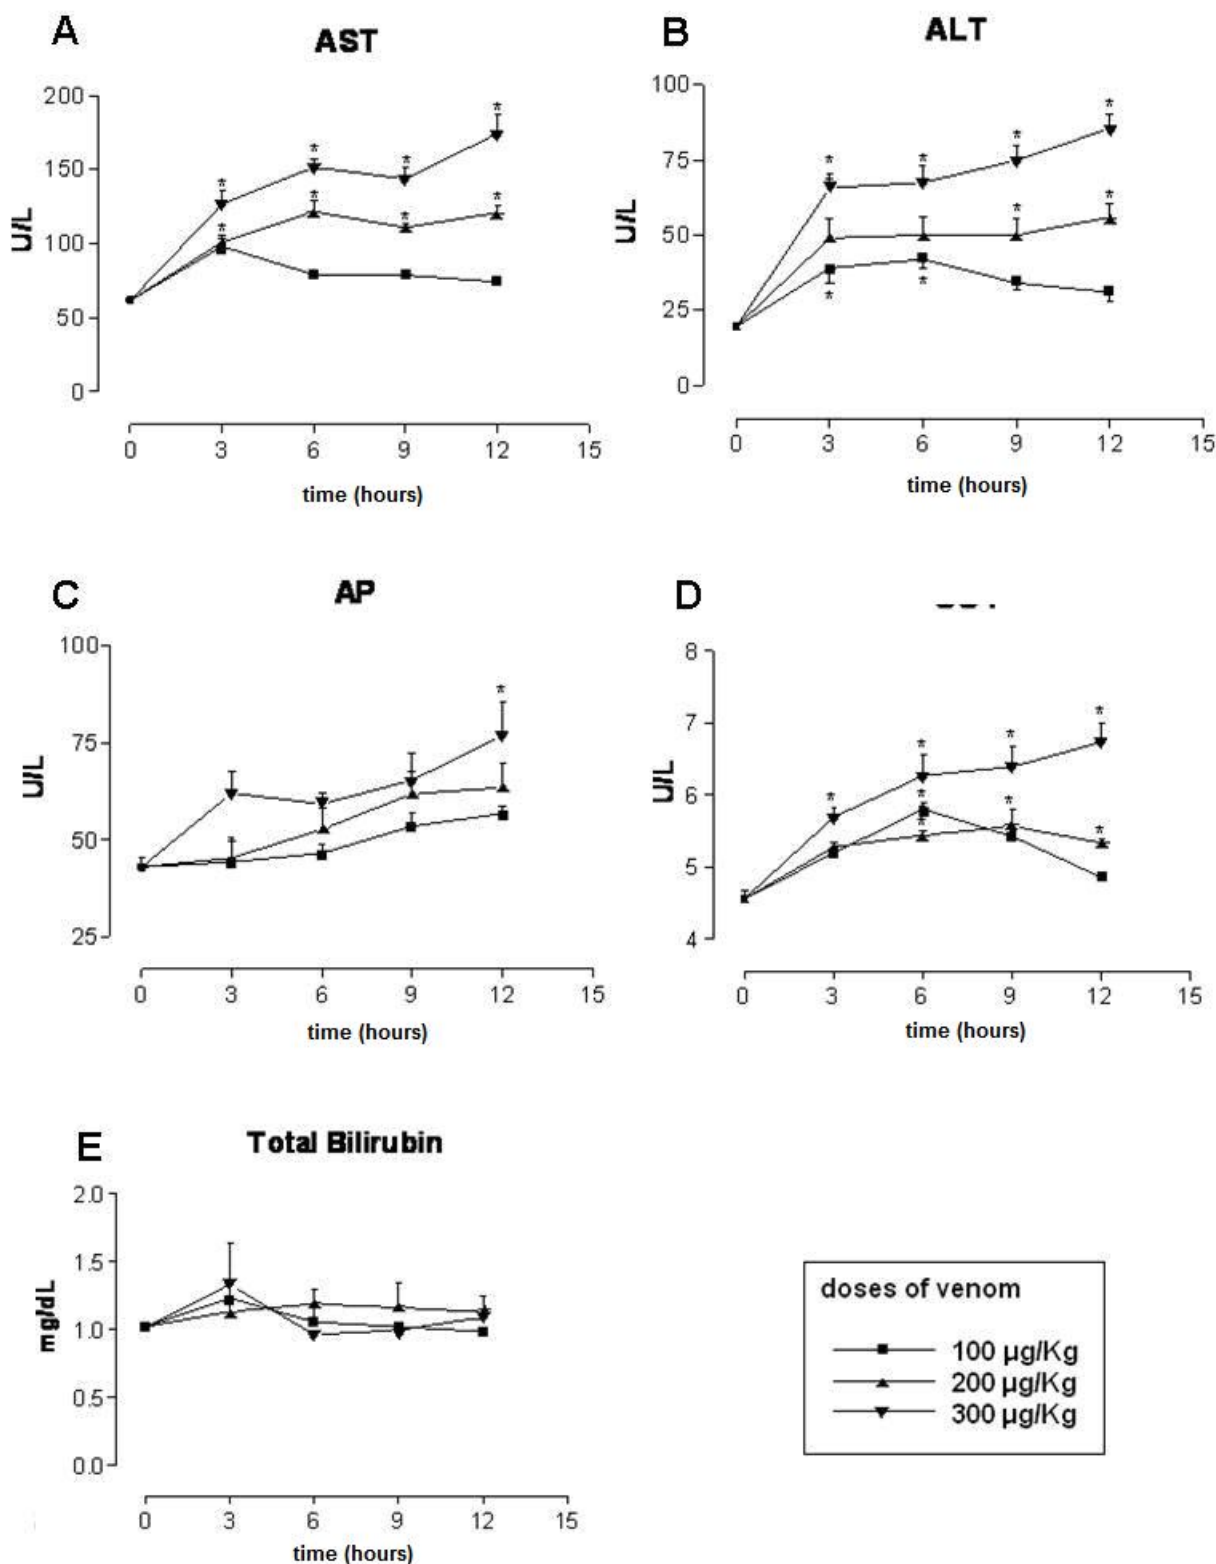 A
AST
U/L
200
150
100
50
0
* * * *
* * * *
0 3 6 9 12 15
time (hours)
B
ALT
U/L
100
75
50
25
0
* * * *
* *
* *
0 3 6 9 12 15
time (hours)
C
AP
U/L
100
75
50
25
*
0 3 6 9 12 15
time (hours)
D
U/L
8
7
6
5
4
* * * *
* *
* *
0 3 6 9 12 15
time (hours)
E
Total Bilirubin
mg/dL
2.0
1.5
1.0
0.5
0.0
0 3 6 9 12 15
time (hours)
doses of venom
100 µg/Kg
200 µg/Kg
300 µg/Kg